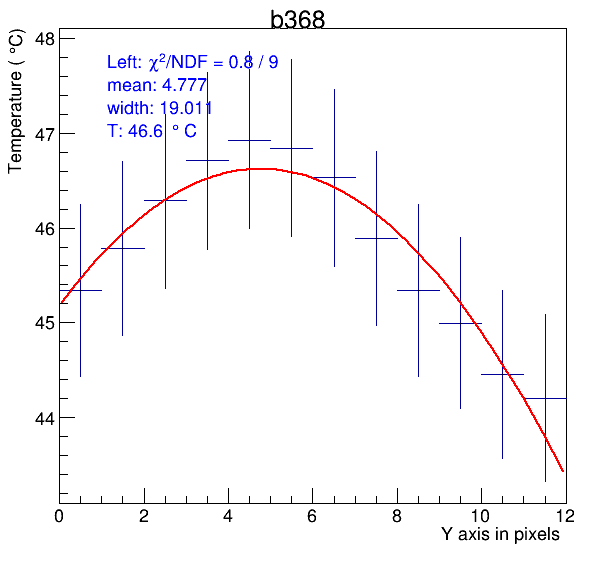 b368
Temperature ( °C)
Left: χ²/NDF = 0.8 / 9
mean: 4.777
width: 19.011
T: 46.6 ° C
48
47
46
45
44
0 2 4 6 8 10 12
Y axis in pixels